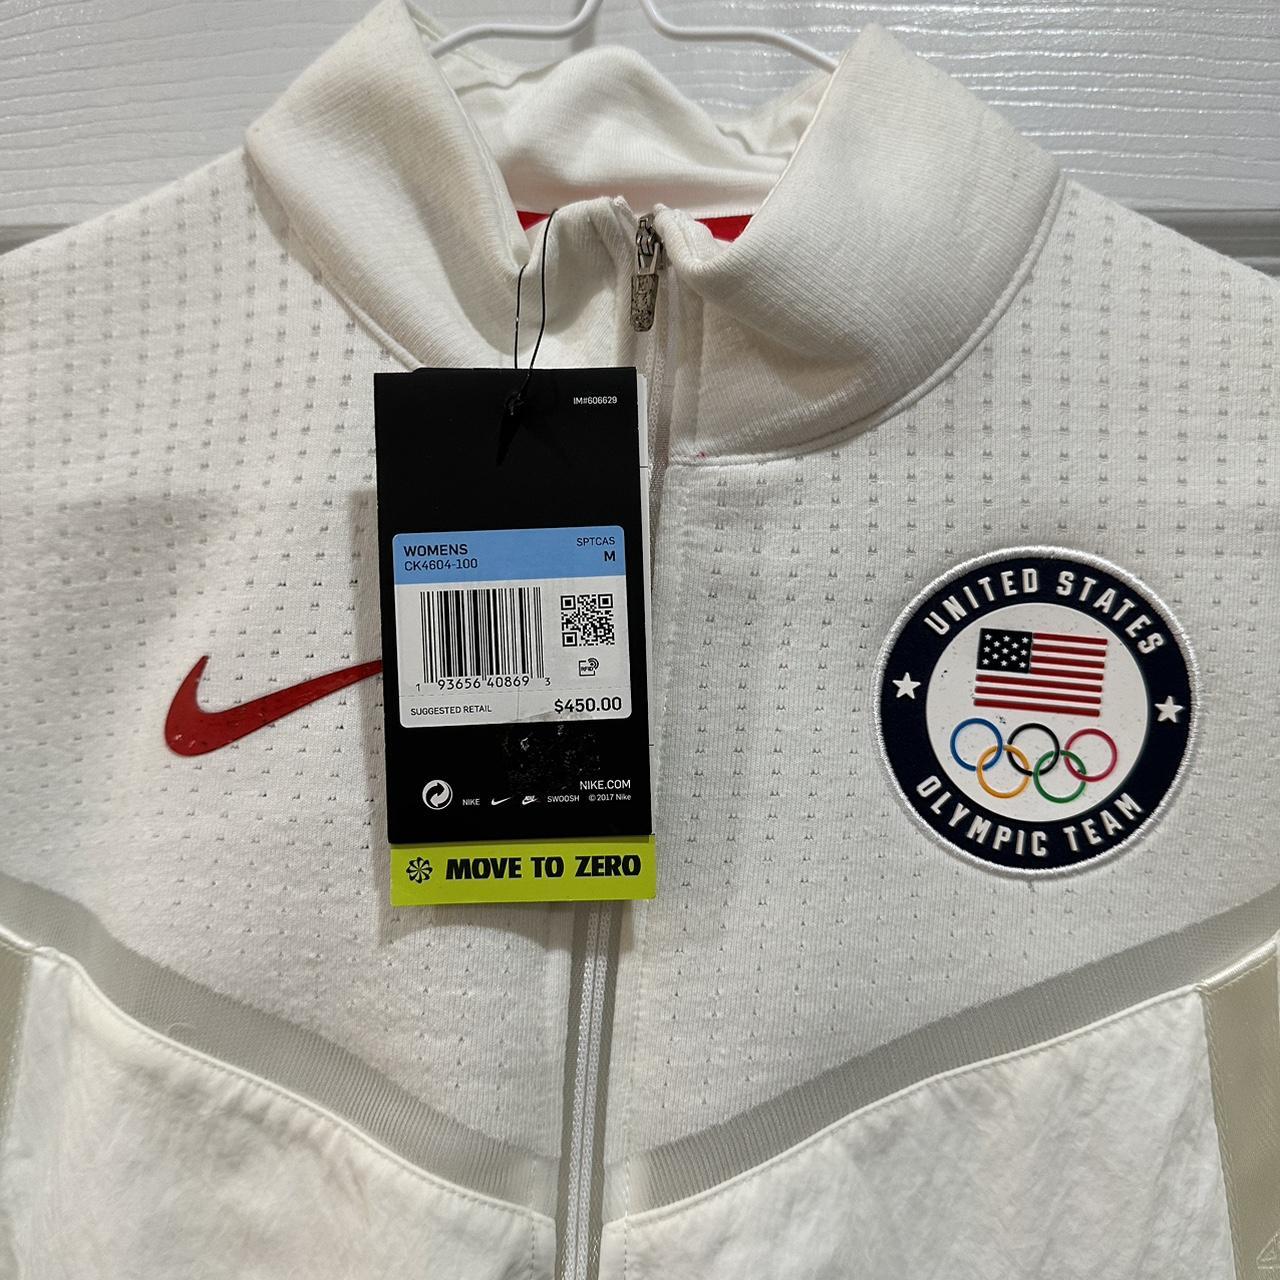 IM#606629
WOMENS
SPTCAS
CK4604-100
M
1 93656 40869 3
RFID
SUGGESTED RETAIL
$450.00
NIKE.COM
NIKE
SWOOSH
© 2017 Nike
MOVE TO ZERO
UNITED STATES
OLYMPIC TEAM